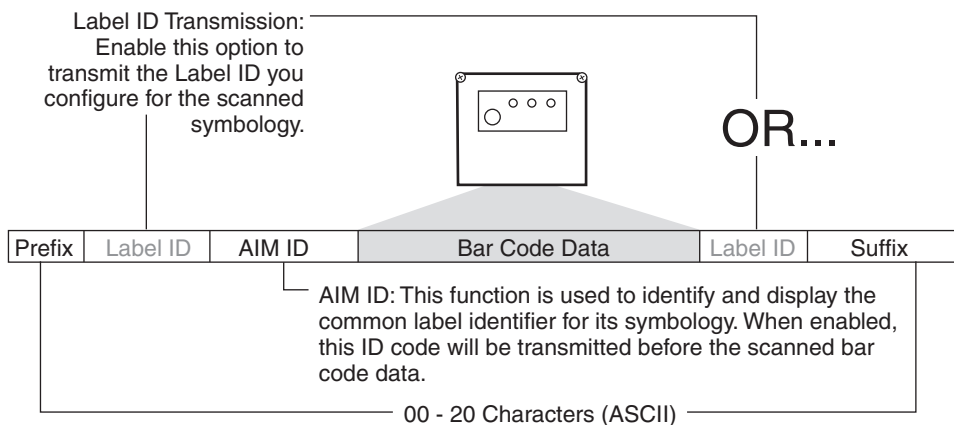 Label ID Transmission:
Enable this option to
transmit the Label ID you
configure for the scanned
symbology.
OR...
Prefix Label ID AIM ID Bar Code Data Label ID Suffix
AIM ID: This function is used to identify and display the
common label identifier for its symbology. When enabled,
this ID code will be transmitted before the scanned bar
code data.
00 - 20 Characters (ASCII)